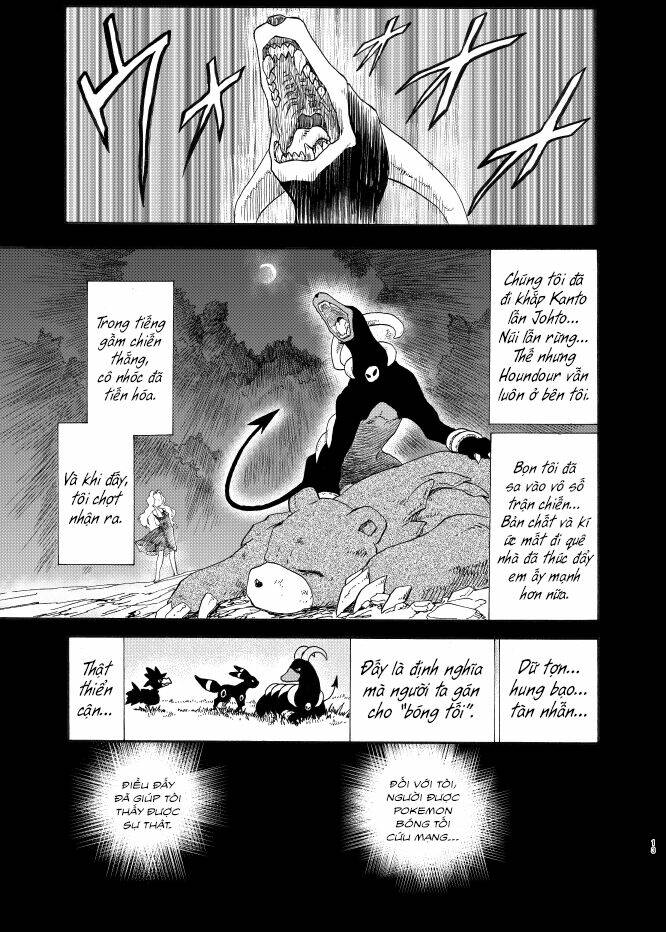 ウォォォ
Chúng tôi đã
đi khắp Kanto
lẫn Johto...
Núi lẫn rừng...
Thế nhưng
Houndour vẫn
luôn ở bên tôi.
Bon tôi đã
sa vào vô số
trận chiến...
Bản chất và kí
ức mất đi quê
nhà đã thúc đẩy
em ấy mạnh
hơn nữa.
Trong tiếng
gầm chiến
thắng,
cô nhóc đã
tiến hóa.
Và khi đấy,
tôi chợt
nhận ra.
Dữ tợn...
hung bạo...
tàn nhẫn...
Đấy là định nghĩa
mà người ta gán
cho "bóng tối".
Thật
thiển
cận...
ĐỐI VỚI TÔI,
NGƯỜI ĐƯỢC
POKEMON
BÓNG TỐI
CỨU MẠNG...
ĐIỀU ĐẤY
ĐÃ GIÚP TÔI
THẤY ĐƯỢC
SỰ THẬT.
13